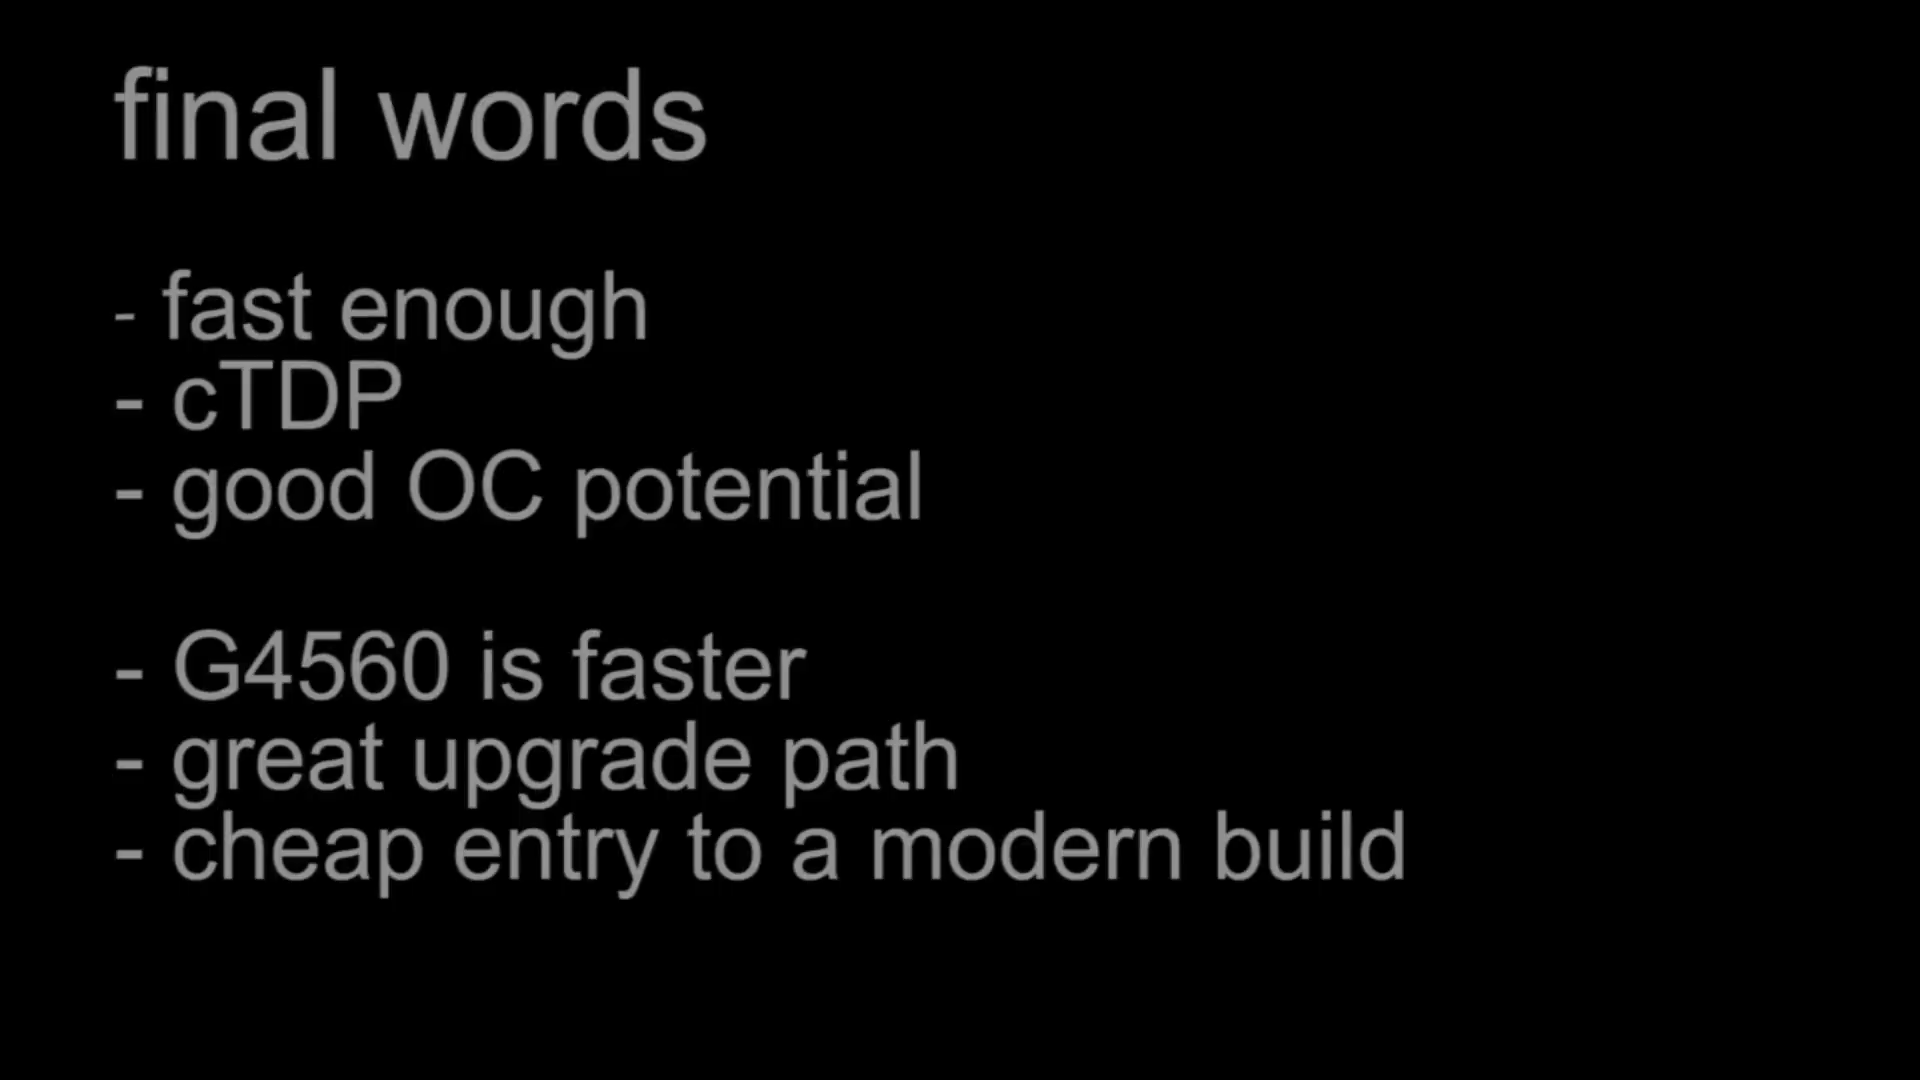 final words
- fast enough
- cTDP
- good OC potential
- G4560 is faster
- great upgrade path
- cheap entry to a modern build